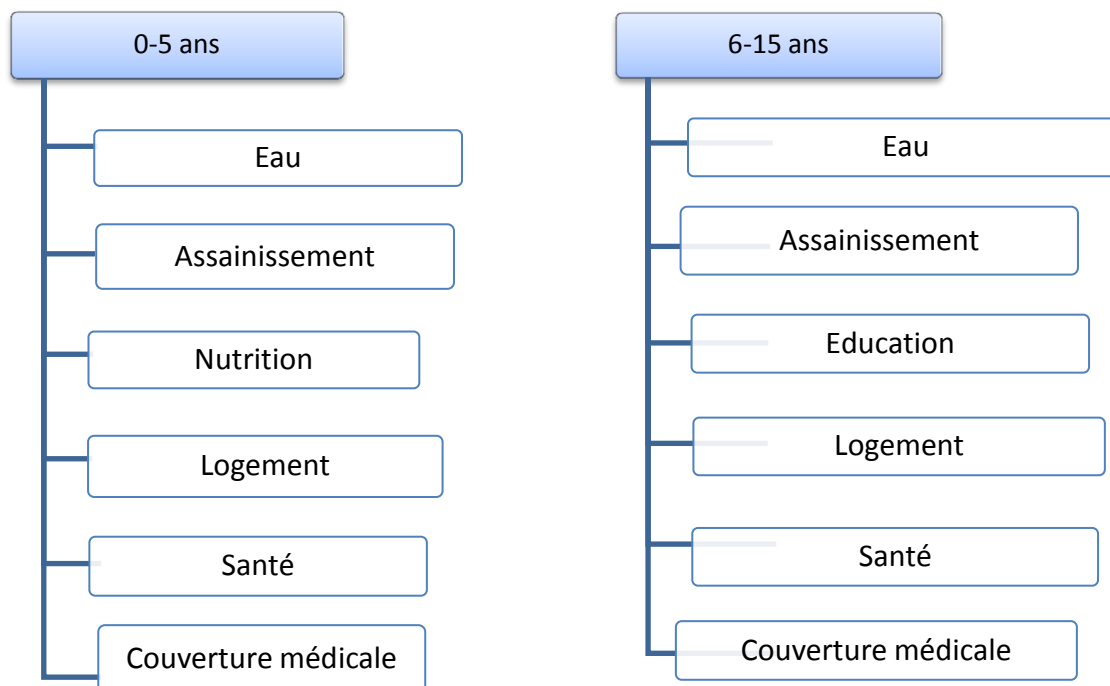 0-5 ans
Eau
Assainissement
Nutrition
Logement
Santé
Couverture médicale
6-15 ans
Eau
Assainissement
Education
Logement
Santé
Couverture médicale